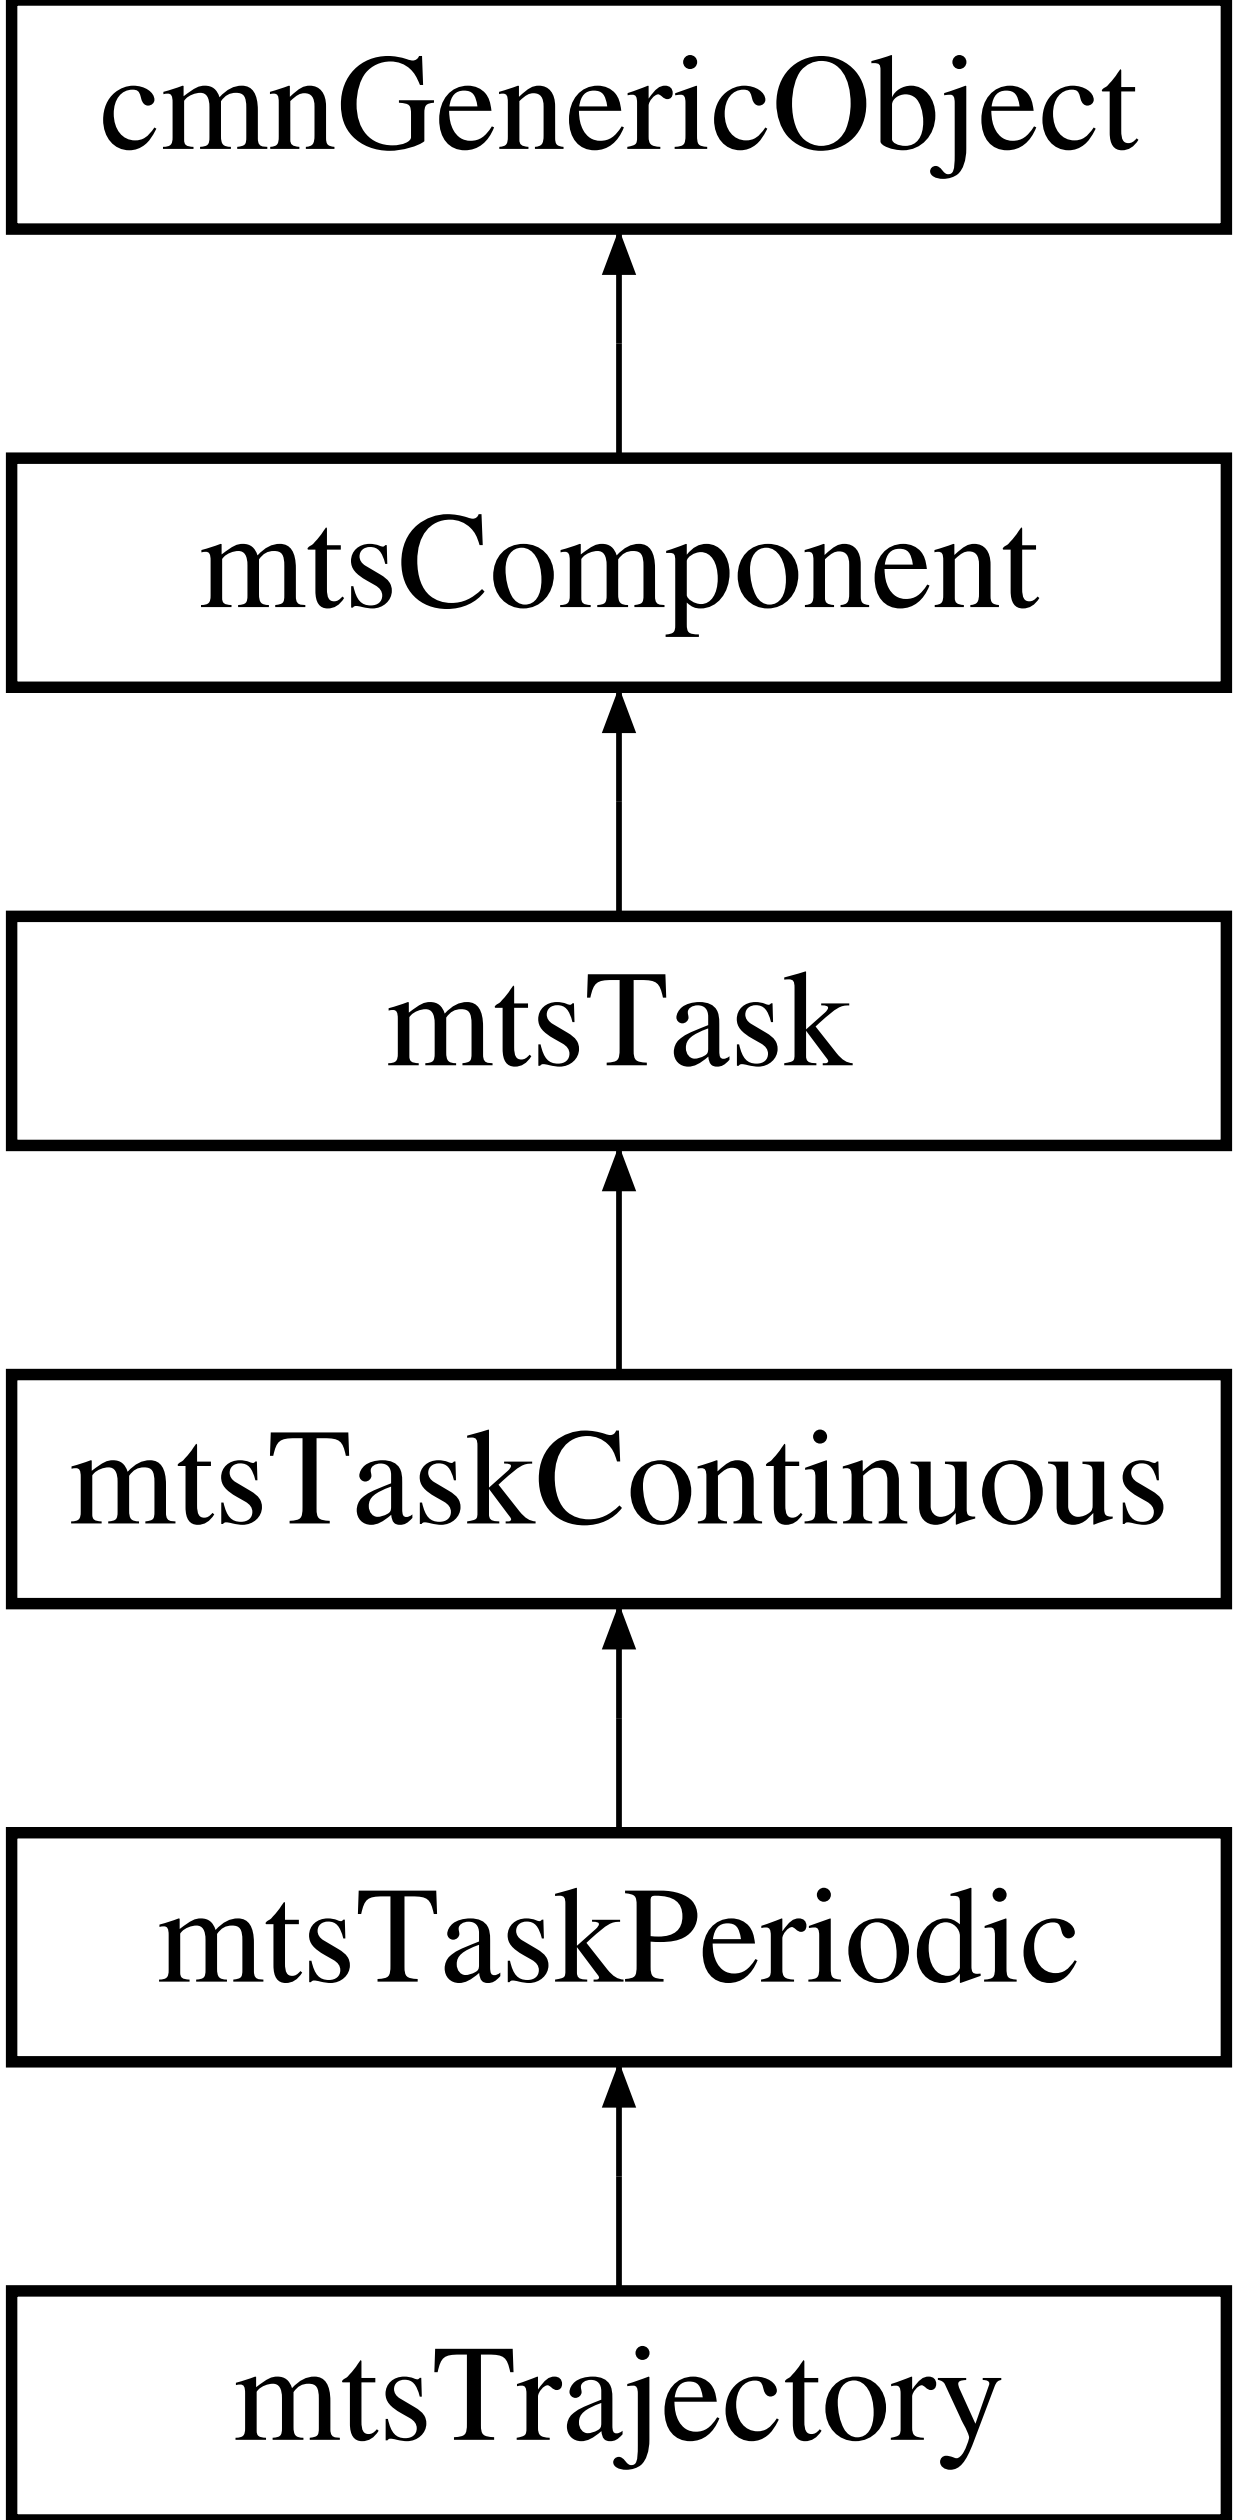 cmnGenericObject
mtsComponent
mtsTask
mtsTaskContinuous
mtsTaskPeriodic
mtsTrajectory